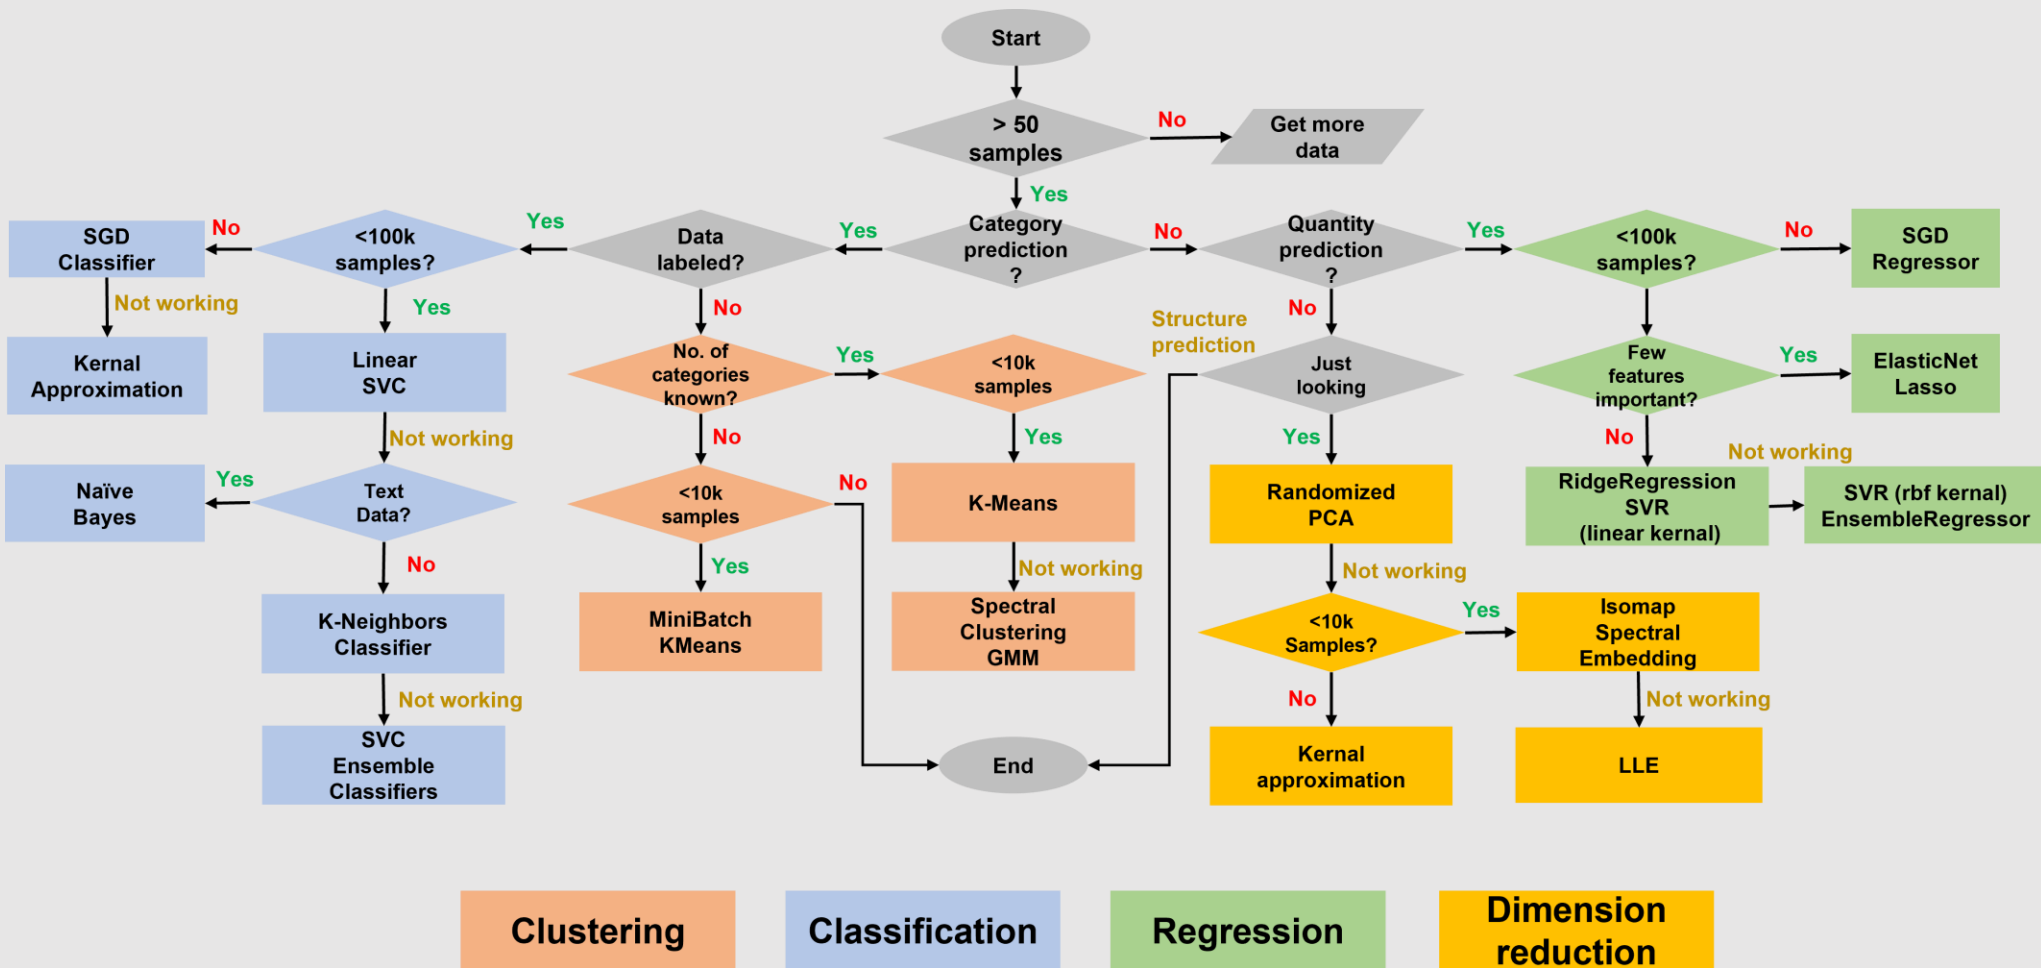 Start
> 50
samples
No
Get more
data
Yes
SGD
Classifier
No
<100k
samples?
Yes
Data
labeled?
Yes
Category
prediction
?
No
Quantity
prediction
?
Yes
<100k
samples?
No
SGD
Regressor
Not working
Yes
No
No
Structure
prediction
Kernal
Approximation
Linear
SVC
No. of
categories
known?
Yes
<10k
samples
Just
looking
Few
features
important?
Yes
ElasticNet
Lasso
Not working
No
Yes
Yes
No
Not working
Naïve
Bayes
Yes
Text
Data?
<10k
samples
No
K-Means
Randomized
PCA
RidgeRegression
SVR
(linear kernal)
SVR (rbf kernal)
EnsembleRegressor
No
Yes
Not working
Not working
K-Neighbors
Classifier
MiniBatch
KMeans
Spectral
Clustering
GMM
<10k
Samples?
Yes
Isomap
Spectral
Embedding
Not working
No
Not working
SVC
Ensemble
Classifiers
End
Kernal
approximation
LLE
Clustering
Classification
Regression
Dimension
reduction